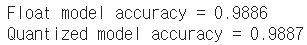 Float model accuracy = 0.9886
Quantized model accuracy = 0.9887